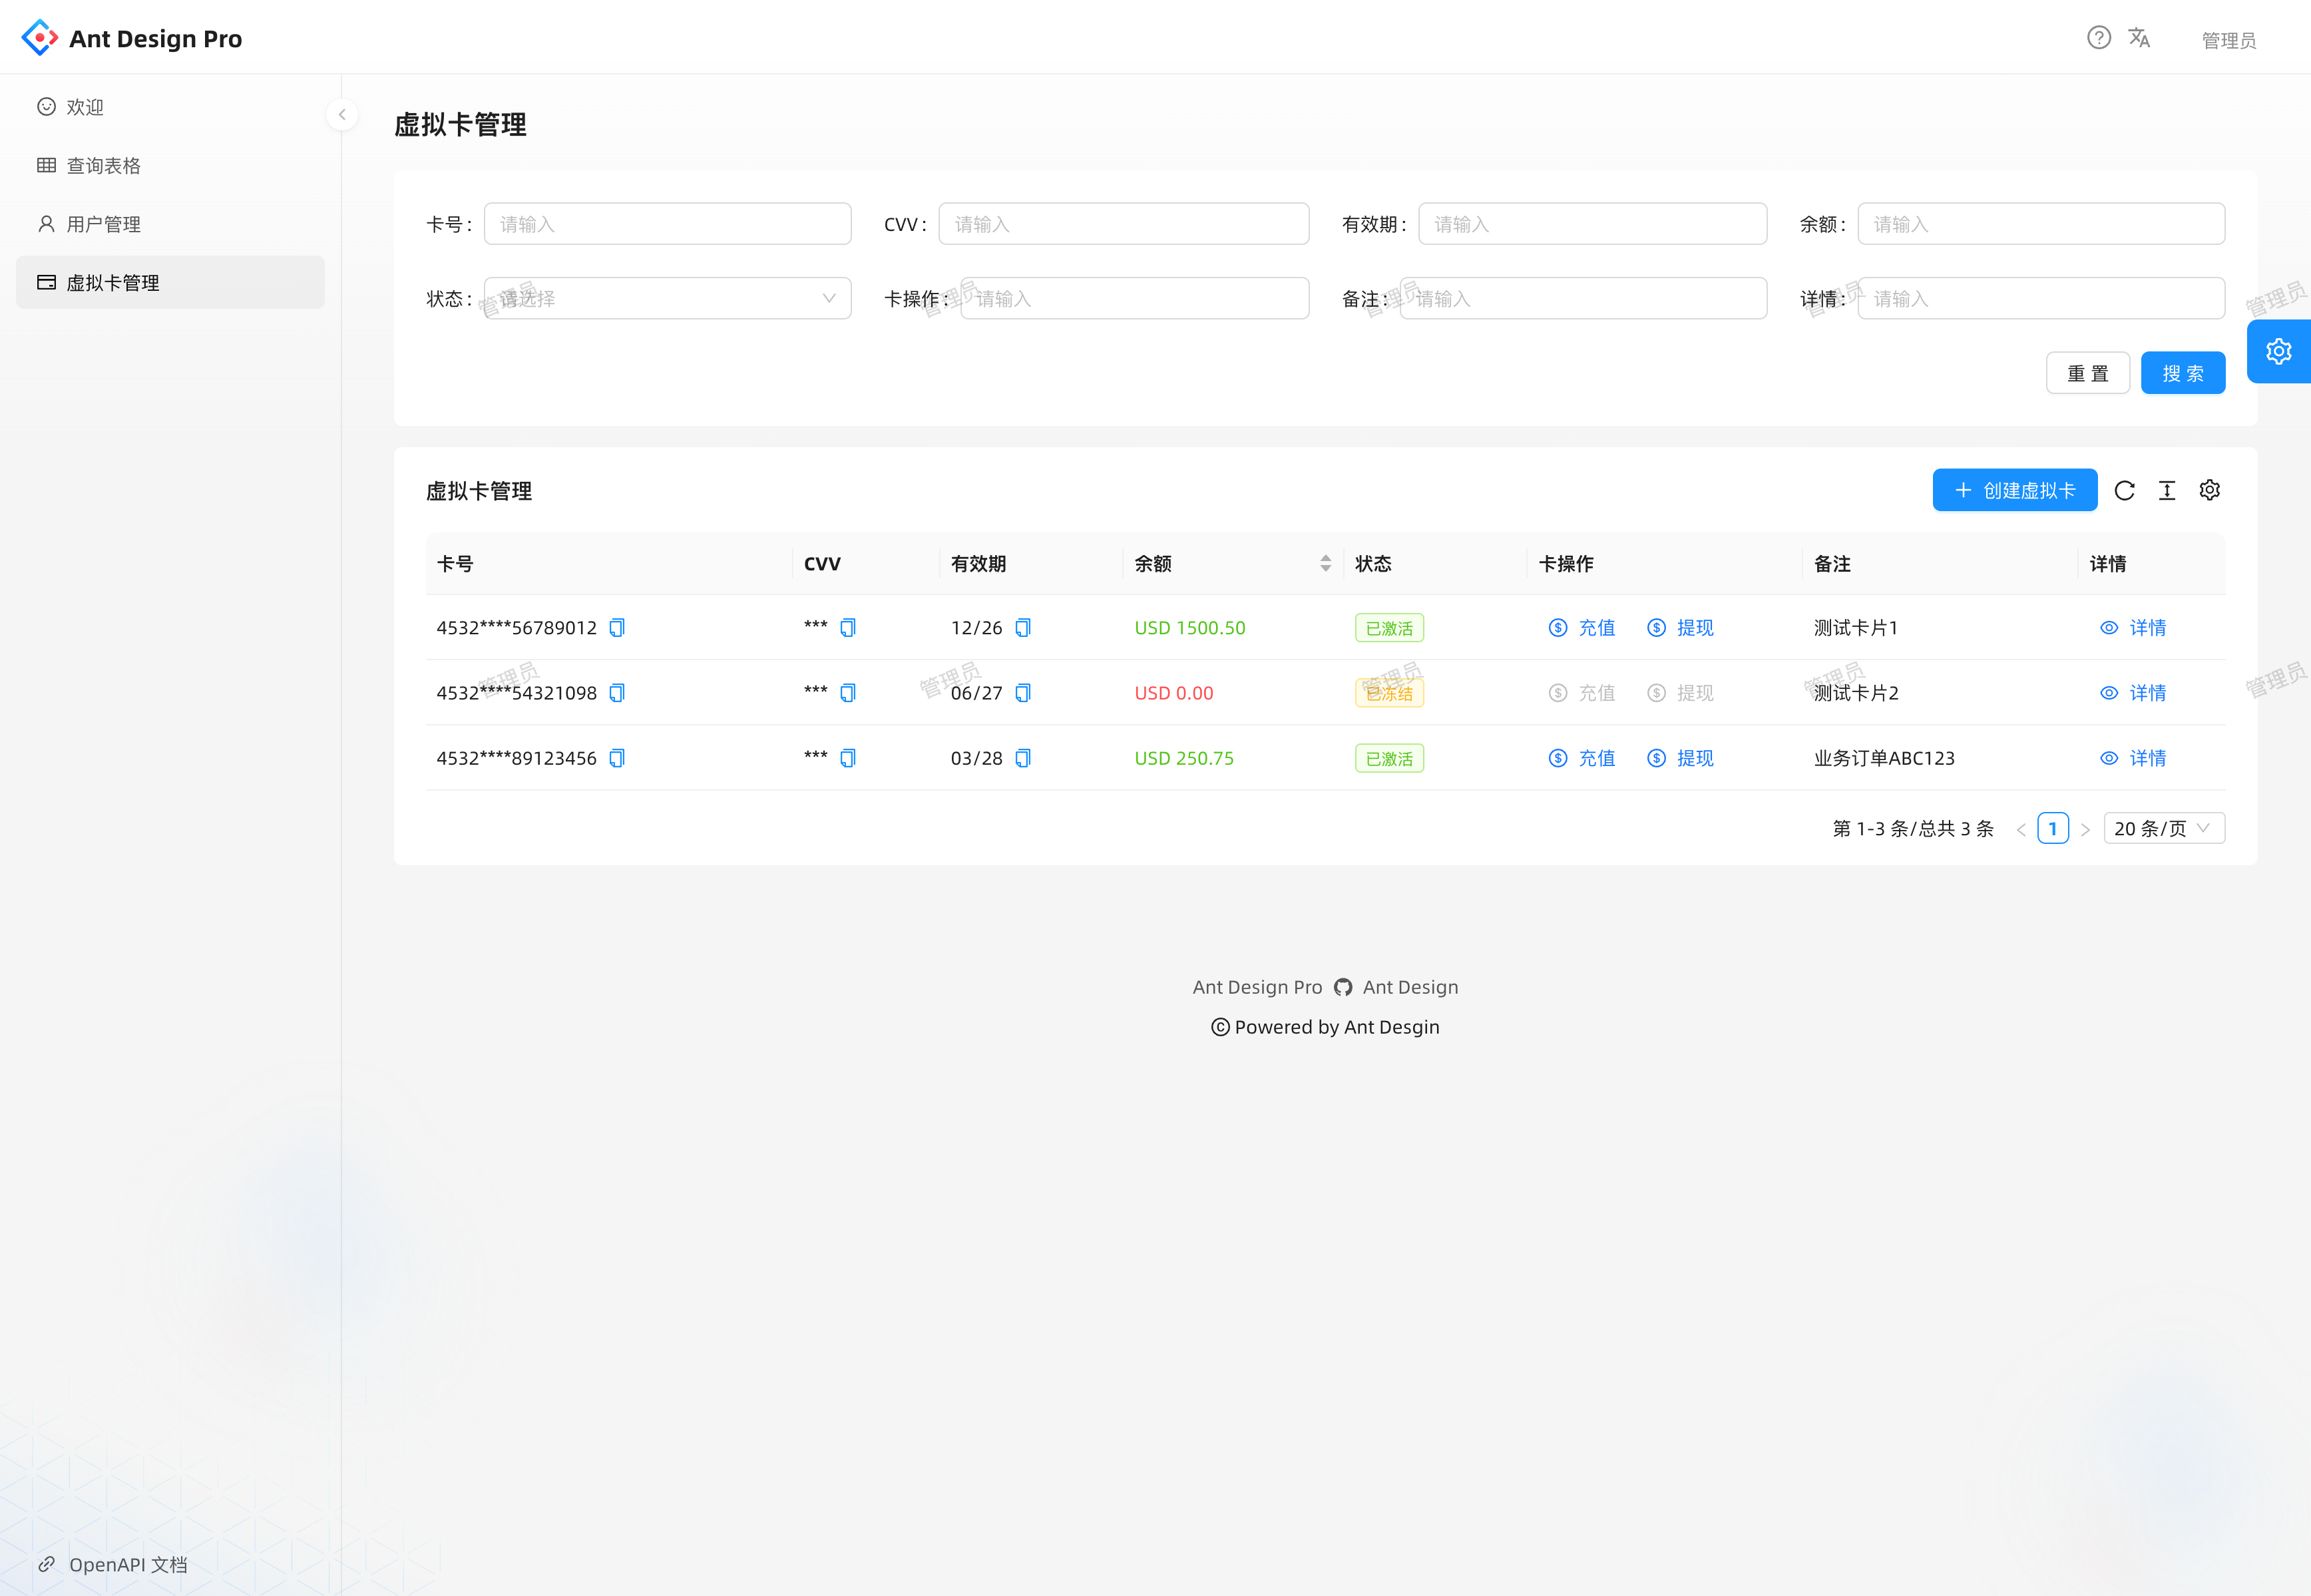 Ant Design Pro
管理员
欢迎
查询表格
用户管理
虚拟卡管理
虚拟卡管理
卡号 : 请输入 CVV : 请输入 有效期 : 请输入 余额 : 请输入
状态 : 请选择 卡操作 : 请输入 备注 : 请输入 详情 : 请输入
管理员 管理员 管理员 管理员 管理员
重 置 搜 索
虚拟卡管理 创建虚拟卡
卡号 CVV 有效期 余额 状态 卡操作 备注 详情
4532****56789012 *** 12/26 USD 1500.50 已激活 充值 提现 测试卡片1 详情
管理员 管理员 管理员 管理员 管理员
4532****54321098 *** 06/27 USD 0.00 已冻结 充值 提现 测试卡片2 详情
4532****89123456 *** 03/28 USD 250.75 已激活 充值 提现 业务订单ABC123 详情
第 1-3 条/总共 3 条 < 1 > 20 条/页
Ant Design Pro Ant Design
© Powered by Ant Desgin
OpenAPI 文档